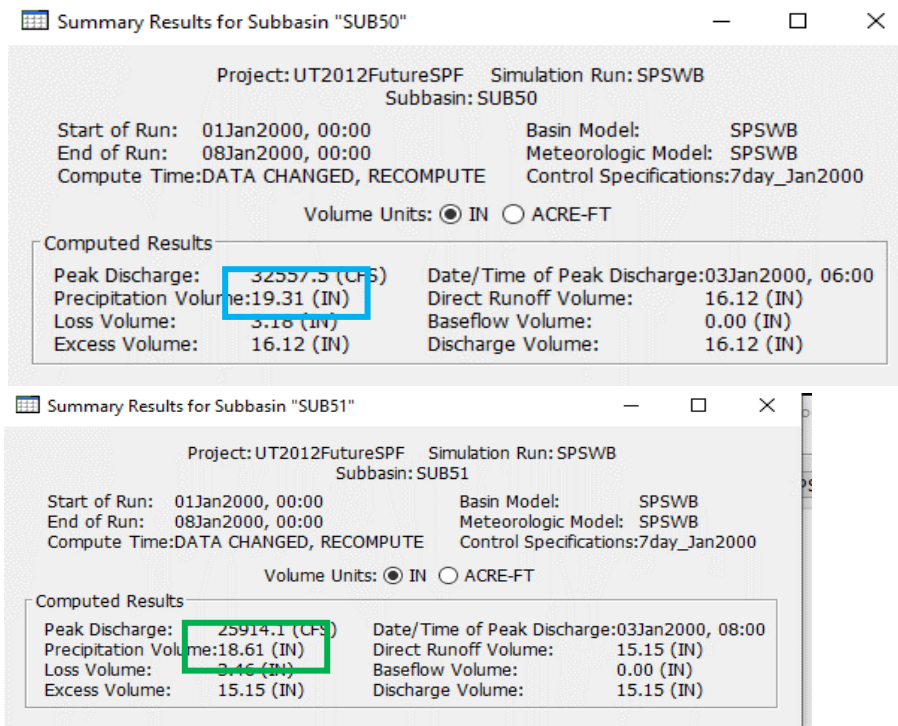 Summary Results for Subbasin "SUB50"
Project: UT2012FutureSPF Simulation Run: SPSWB
Subbasin: SUB50
Start of Run: 01Jan2000, 00:00 Basin Model: SPSWB
End of Run: 08Jan2000, 00:00 Meteorologic Model: SPSWB
Compute Time:DATA CHANGED, RECOMPUTE Control Specifications:7day_Jan2000
Volume Units: IN ACRE-FT
Computed Results
Peak Discharge: 32557.5 (CFS) Date/Time of Peak Discharge:03Jan2000, 06:00
Precipitation Volume:19.31 (IN) Direct Runoff Volume: 16.12 (IN)
Loss Volume: 3.18 (IN) Baseflow Volume: 0.00 (IN)
Excess Volume: 16.12 (IN) Discharge Volume: 16.12 (IN)
Summary Results for Subbasin "SUB51"
Project: UT2012FutureSPF Simulation Run: SPSWB
Subbasin: SUB51
Start of Run: 01Jan2000, 00:00 Basin Model: SPSWB
End of Run: 08Jan2000, 00:00 Meteorologic Model: SPSWB
Compute Time:DATA CHANGED, RECOMPUTE Control Specifications:7day_Jan2000
Volume Units: IN ACRE-FT
Computed Results
Peak Discharge: 25914.1 (CFS) Date/Time of Peak Discharge:03Jan2000, 08:00
Precipitation Volume:18.61 (IN) Direct Runoff Volume: 15.15 (IN)
Loss Volume: 3.46 (IN) Baseflow Volume: 0.00 (IN)
Excess Volume: 15.15 (IN) Discharge Volume: 15.15 (IN)